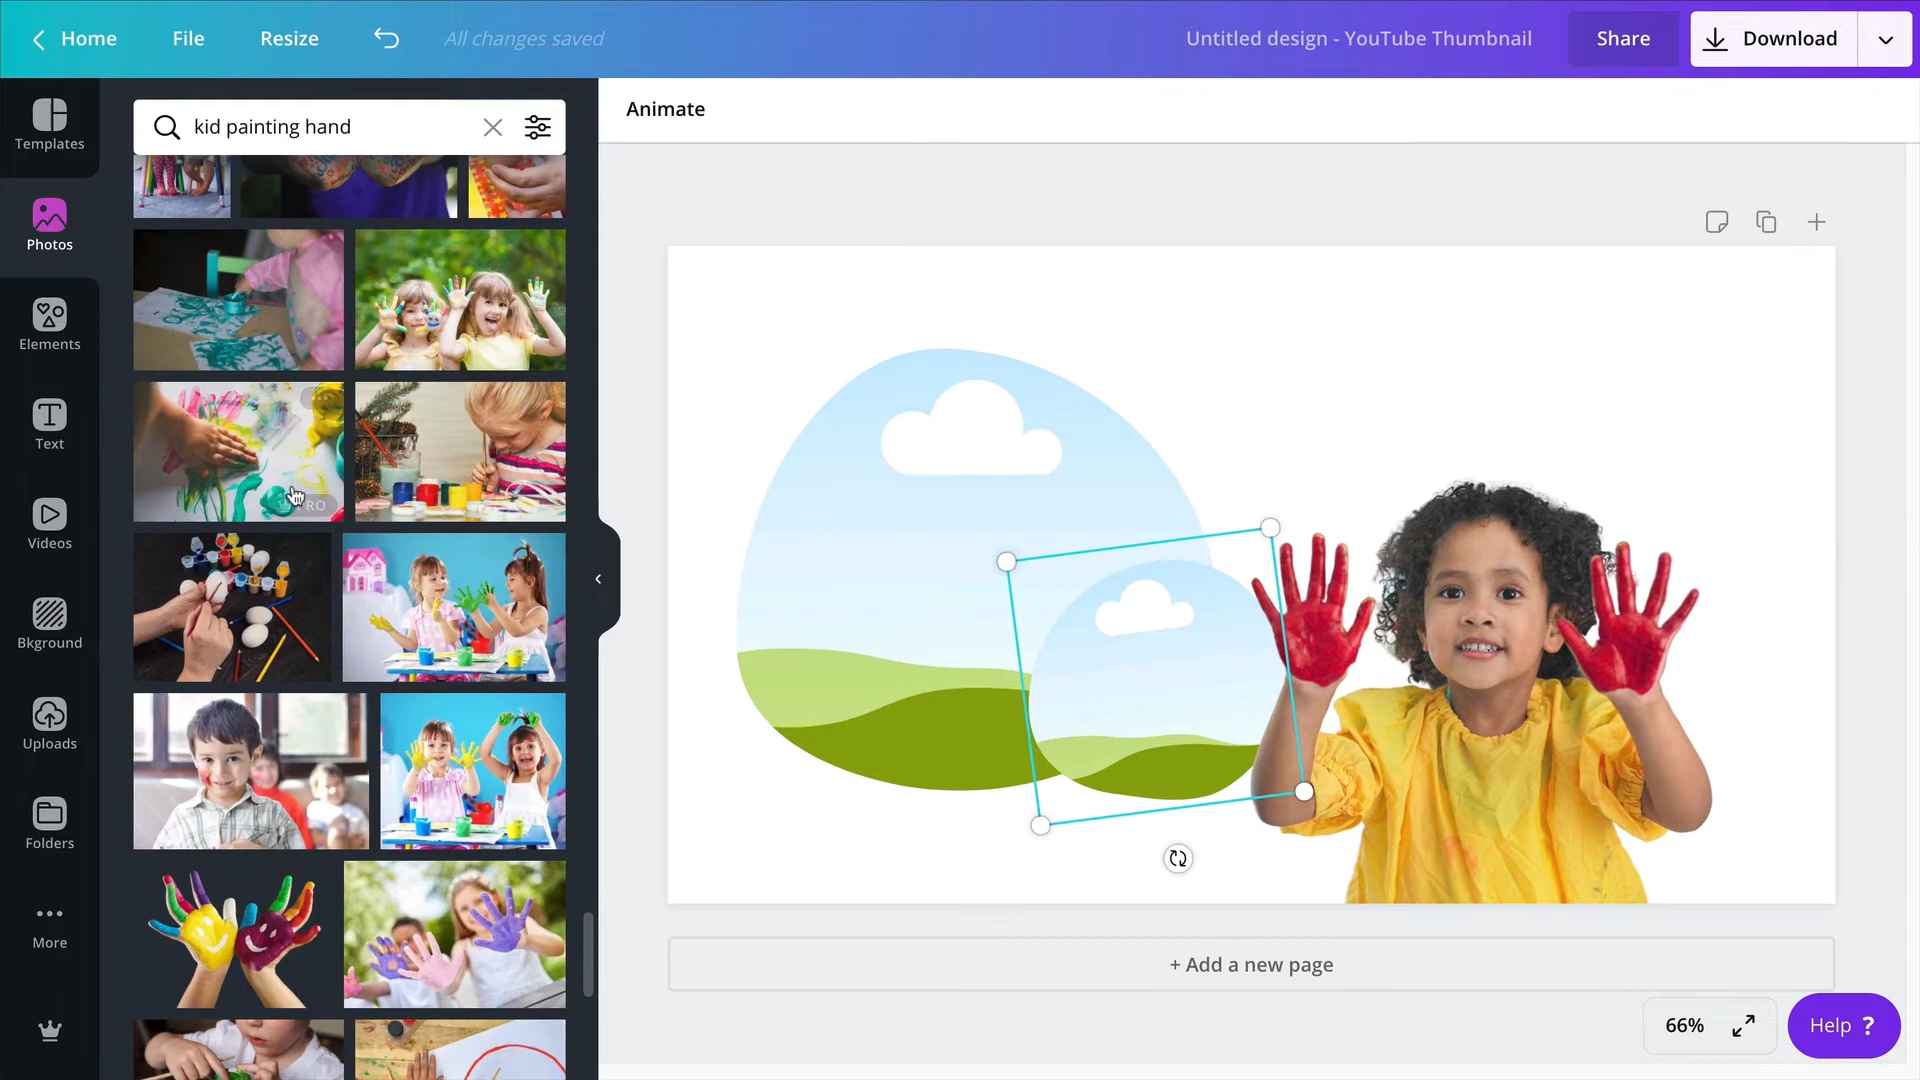 Home
File
Resize
All changes saved
Untitled design - YouTube Thumbnail
Share
Download
Templates
Photos
Elements
Text
Videos
Bkground
Uploads
Folders
More
kid painting hand
PRO
Animate
+ Add a new page
66%
Help ?